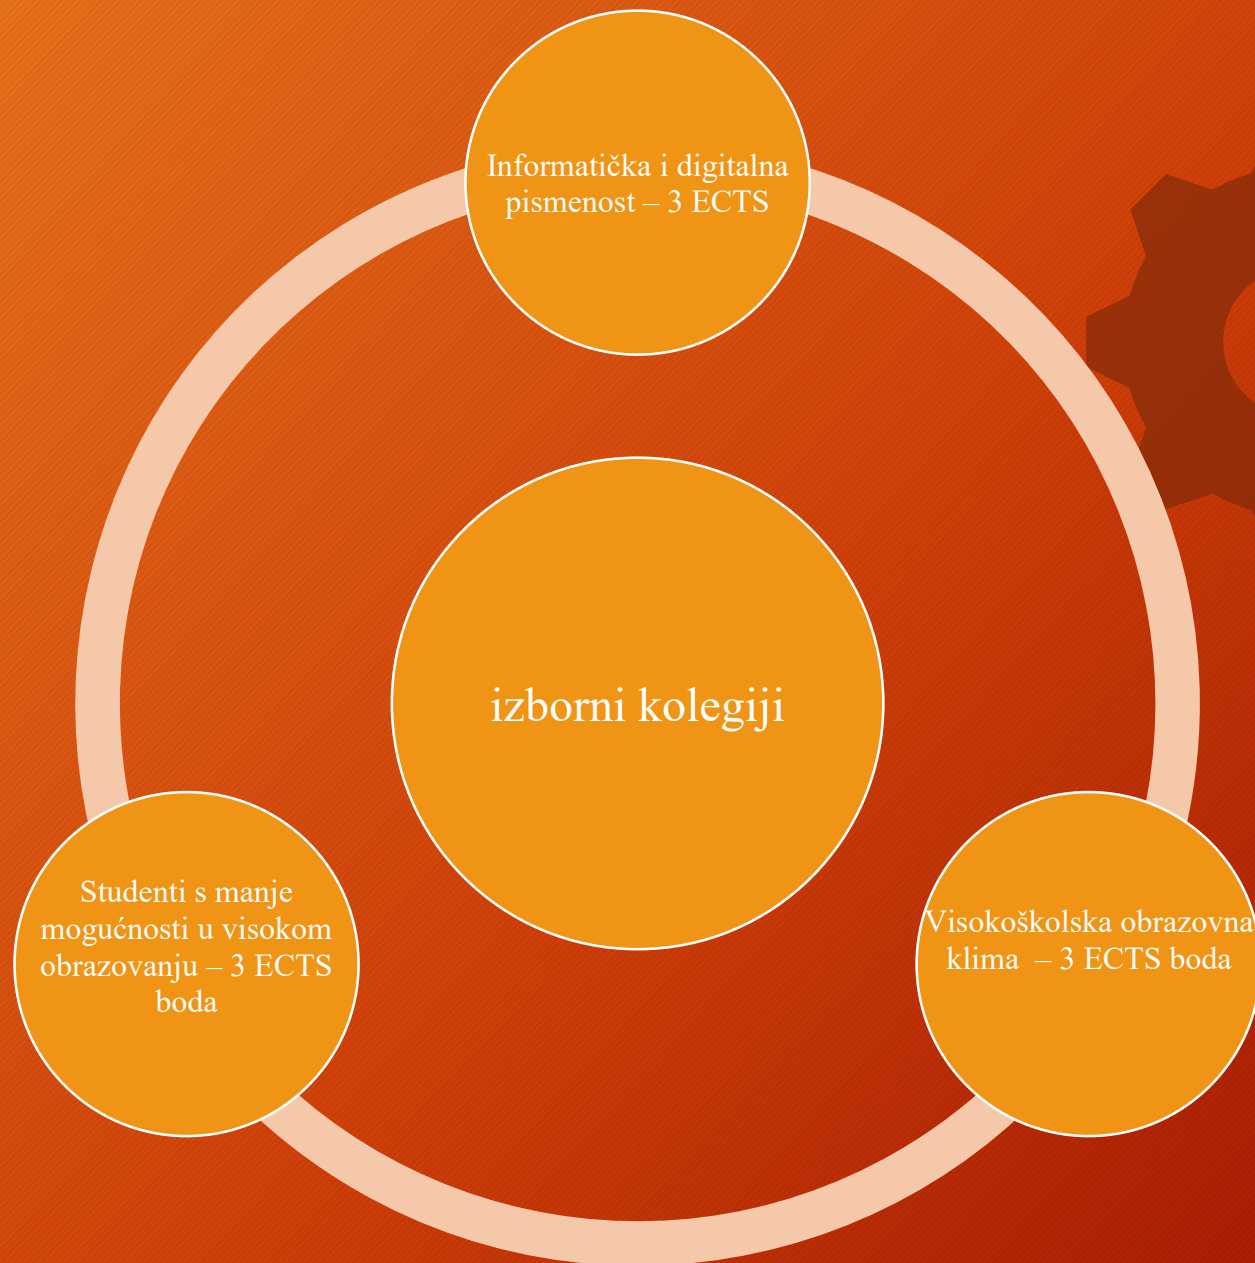 Informatička i digitalna
pismenost – 3 ECTS
izborni kolegiji
Studenti s manje
mogućnosti u visokom
obrazovanju – 3 ECTS
boda
Visokoškolska obrazovna
klima  – 3 ECTS boda